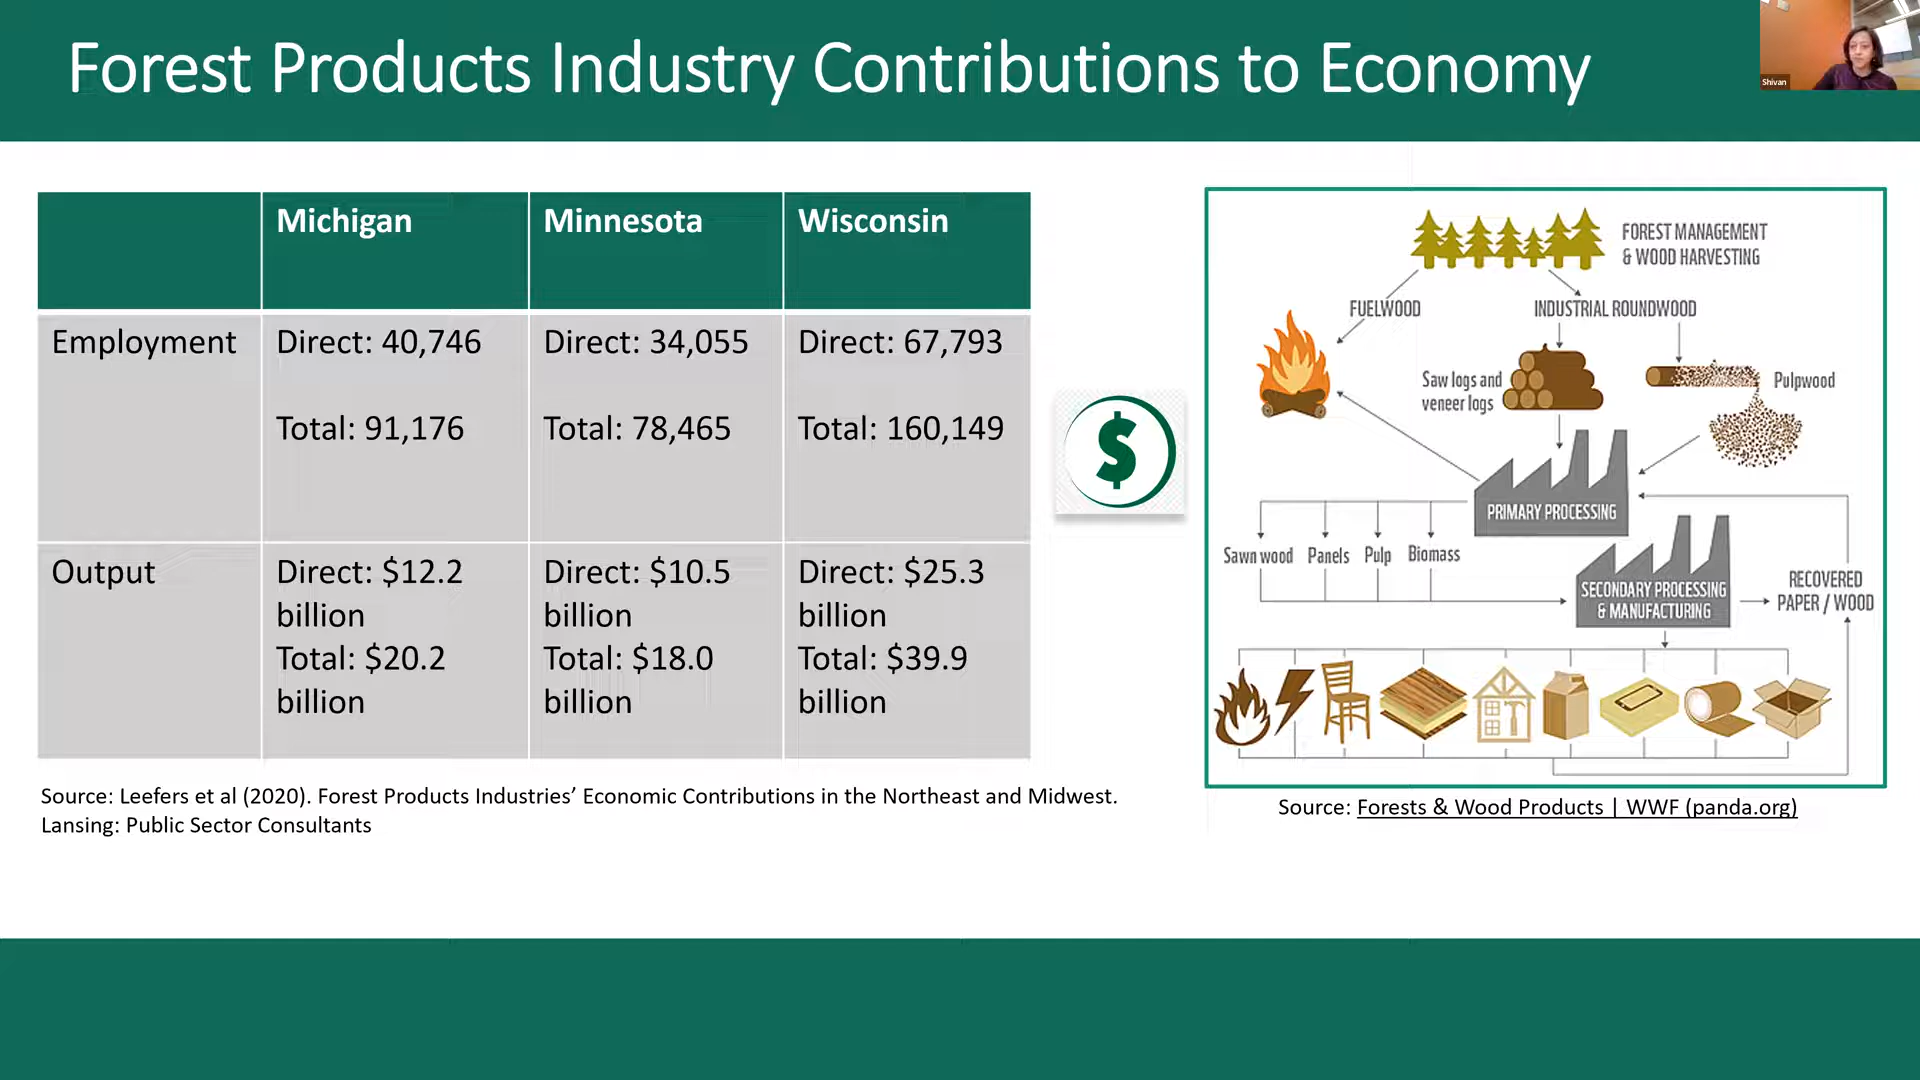 Forest Products Industry Contributions to Economy
Shivan
Michigan
Minnesota
Wisconsin
Employment
Direct: 40,746
Total: 91,176
Direct: 34,055
Total: 78,465
Direct: 67,793
Total: 160,149
Output
Direct: $12.2
billion
Total: $20.2
billion
Direct: $10.5
billion
Total: $18.0
billion
Direct: $25.3
billion
Total: $39.9
billion
Source: Leefers et al (2020). Forest Products Industries’ Economic Contributions in the Northeast and Midwest.
Lansing: Public Sector Consultants
$
FOREST MANAGEMENT
& WOOD HARVESTING
FUELWOOD
INDUSTRIAL ROUNDWOOD
Saw logs and
veneer logs
Pulpwood
PRIMARY PROCESSING
Sawn wood
Panels
Pulp
Biomass
SECONDARY PROCESSING
& MANUFACTURING
RECOVERED
PAPER / WOOD
Source: Forests & Wood Products | WWF (panda.org)